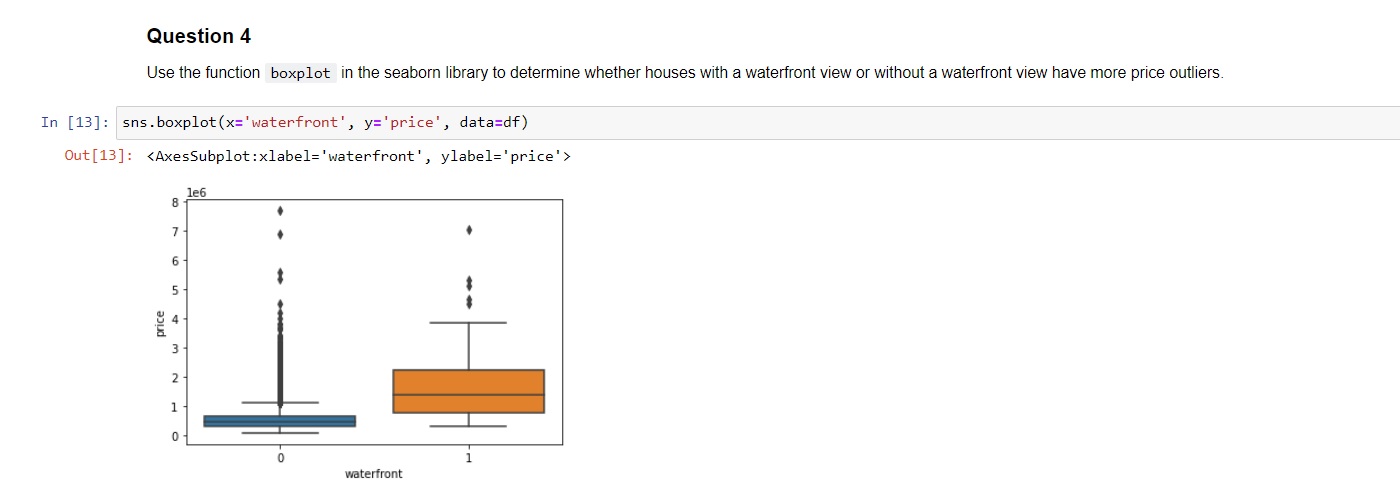 Question 4
Use the function boxplot in the seaborn library to determine whether houses with a waterfront view or without a waterfront view have more price outliers.
In [13]: sns.boxplot(x='waterfront', y='price', data=df)
Out[13]: <AxesSubplot:xlabel='waterfront', ylabel='price'>
1e6
8
7
6
5
4
price
3
2
1
0
0 1
waterfront